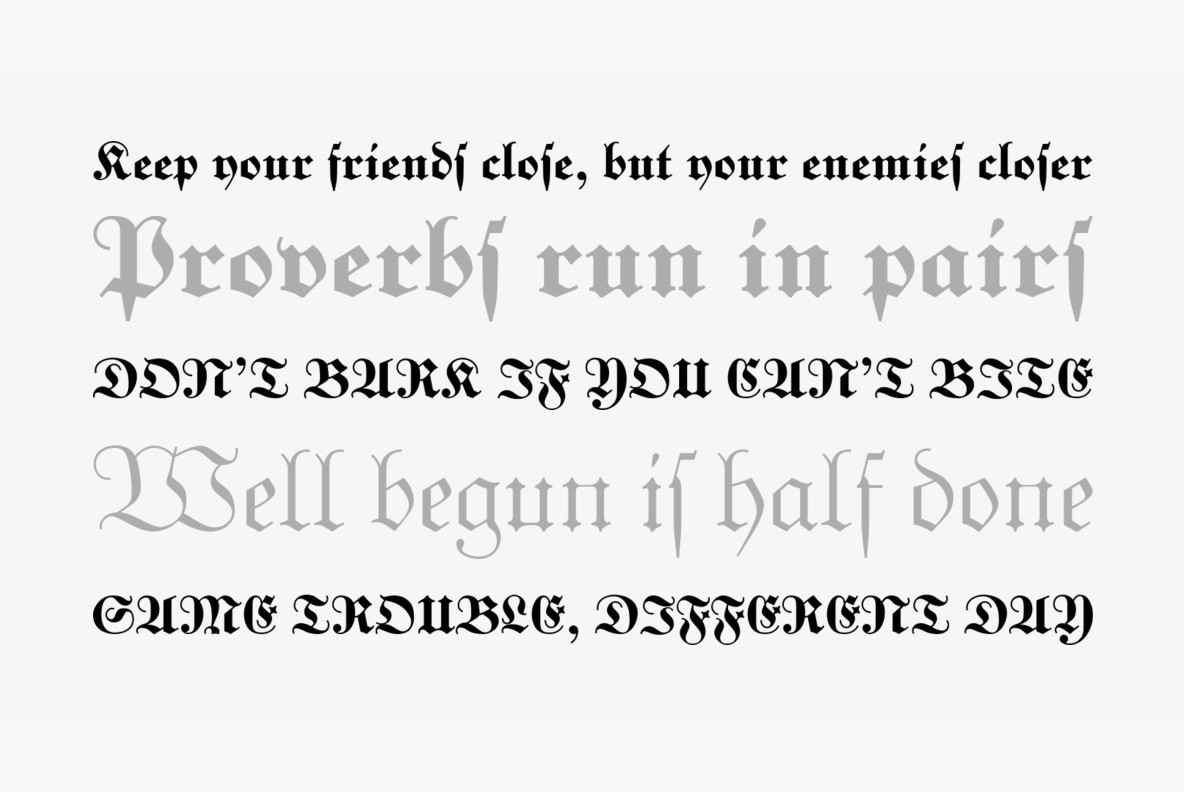 Keep your friendſ cloſe, but your enemieſ cloſer
Proverbſ run in pairſ
DON’T BARK IF YOU CAN’T BITE
Well begun iſ half done
SAME TROUBLE, DIFFERENT DAY